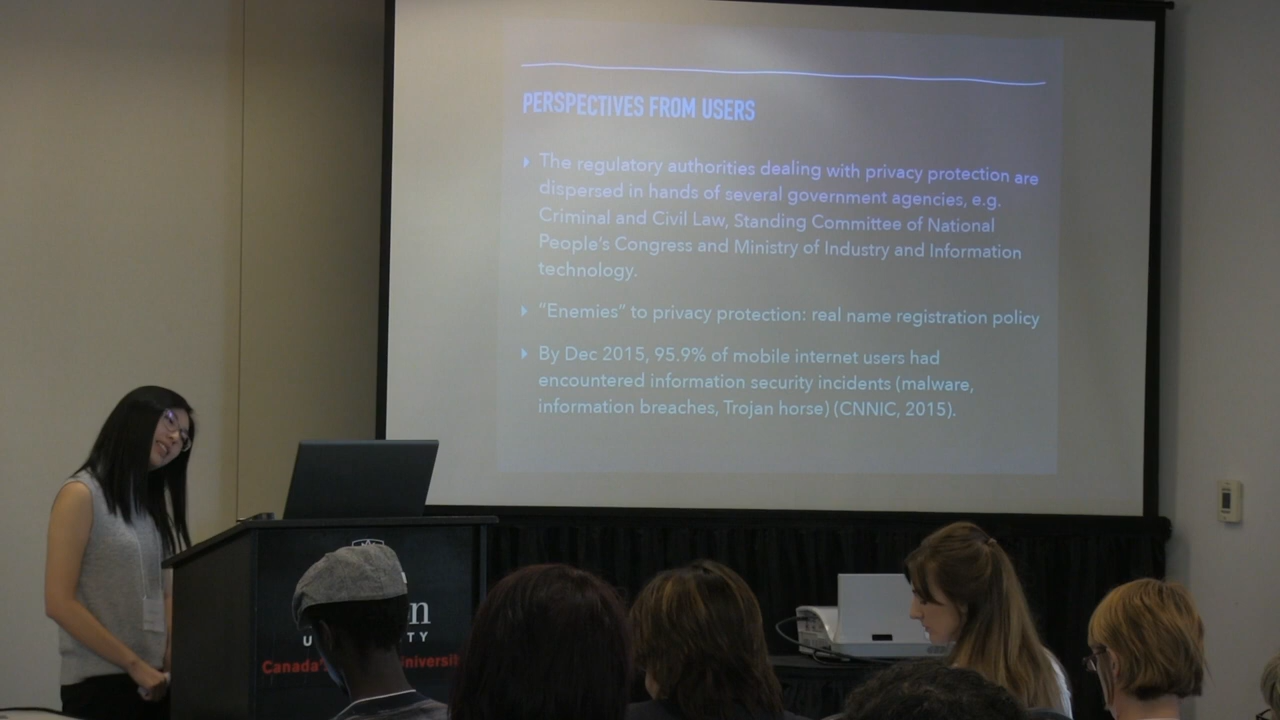 PERSPECTIVES FROM USERS
The regulatory authorities dealing with privacy protection are
dispersed in hands of several government agencies, e.g.
Criminal and Civil Law, Standing Committee of National
People's Congress and Ministry of Industry and Information
technology.
"Enemies" to privacy protection: real name registration policy
By Dec 2015, 95.9% of mobile internet users had
encountered information security incidents (malware,
information breaches, Trojan horse) (CNNIC, 2015).
Canada's